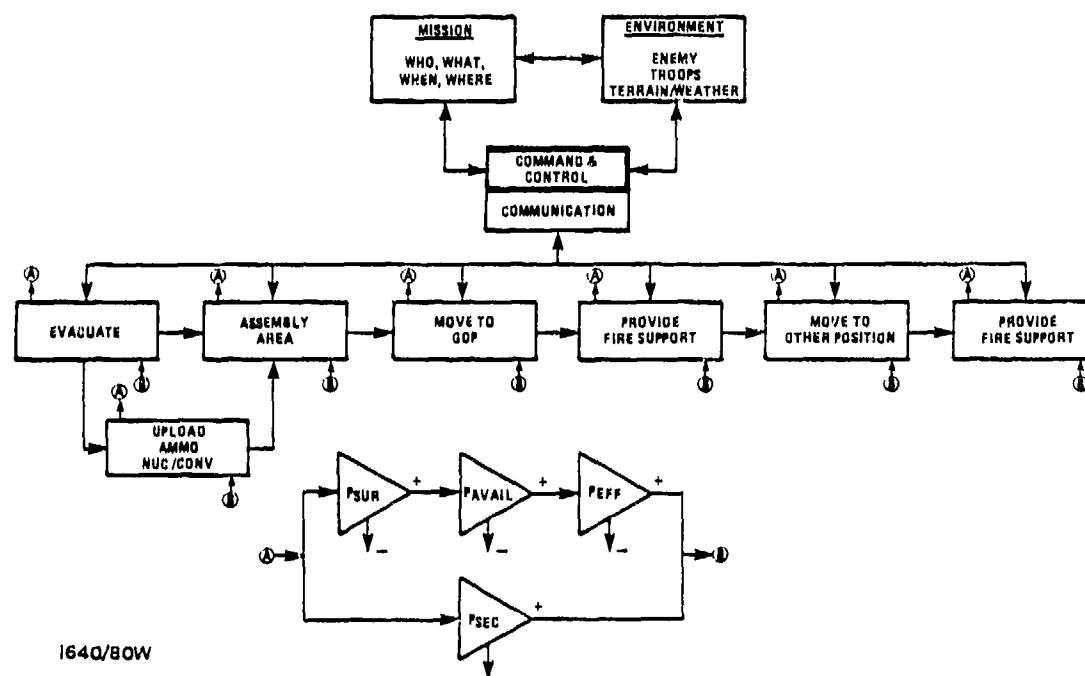 MISSION
WHO, WHAT,
WHEN, WHERE
ENVIRONMENT
ENEMY
TROOPS
TERRAIN/WEATHER
COMMAND &
CONTROL
COMMUNICATION
A
A
A
A
A
A
EVACUATE
ASSEMBLY
AREA
MOVE TO
GDP
PROVIDE
FIRE SUPPORT
MOVE TO
OTHER POSITION
PROVIDE
FIRE SUPPORT
B
B
B
B
B
B
A
UPLOAD
AMMO
NUC/CONV
B
PSUR
+
PAVAIL
+
PEFF
+
−
−
−
A
B
PSEC
+
1640/80W